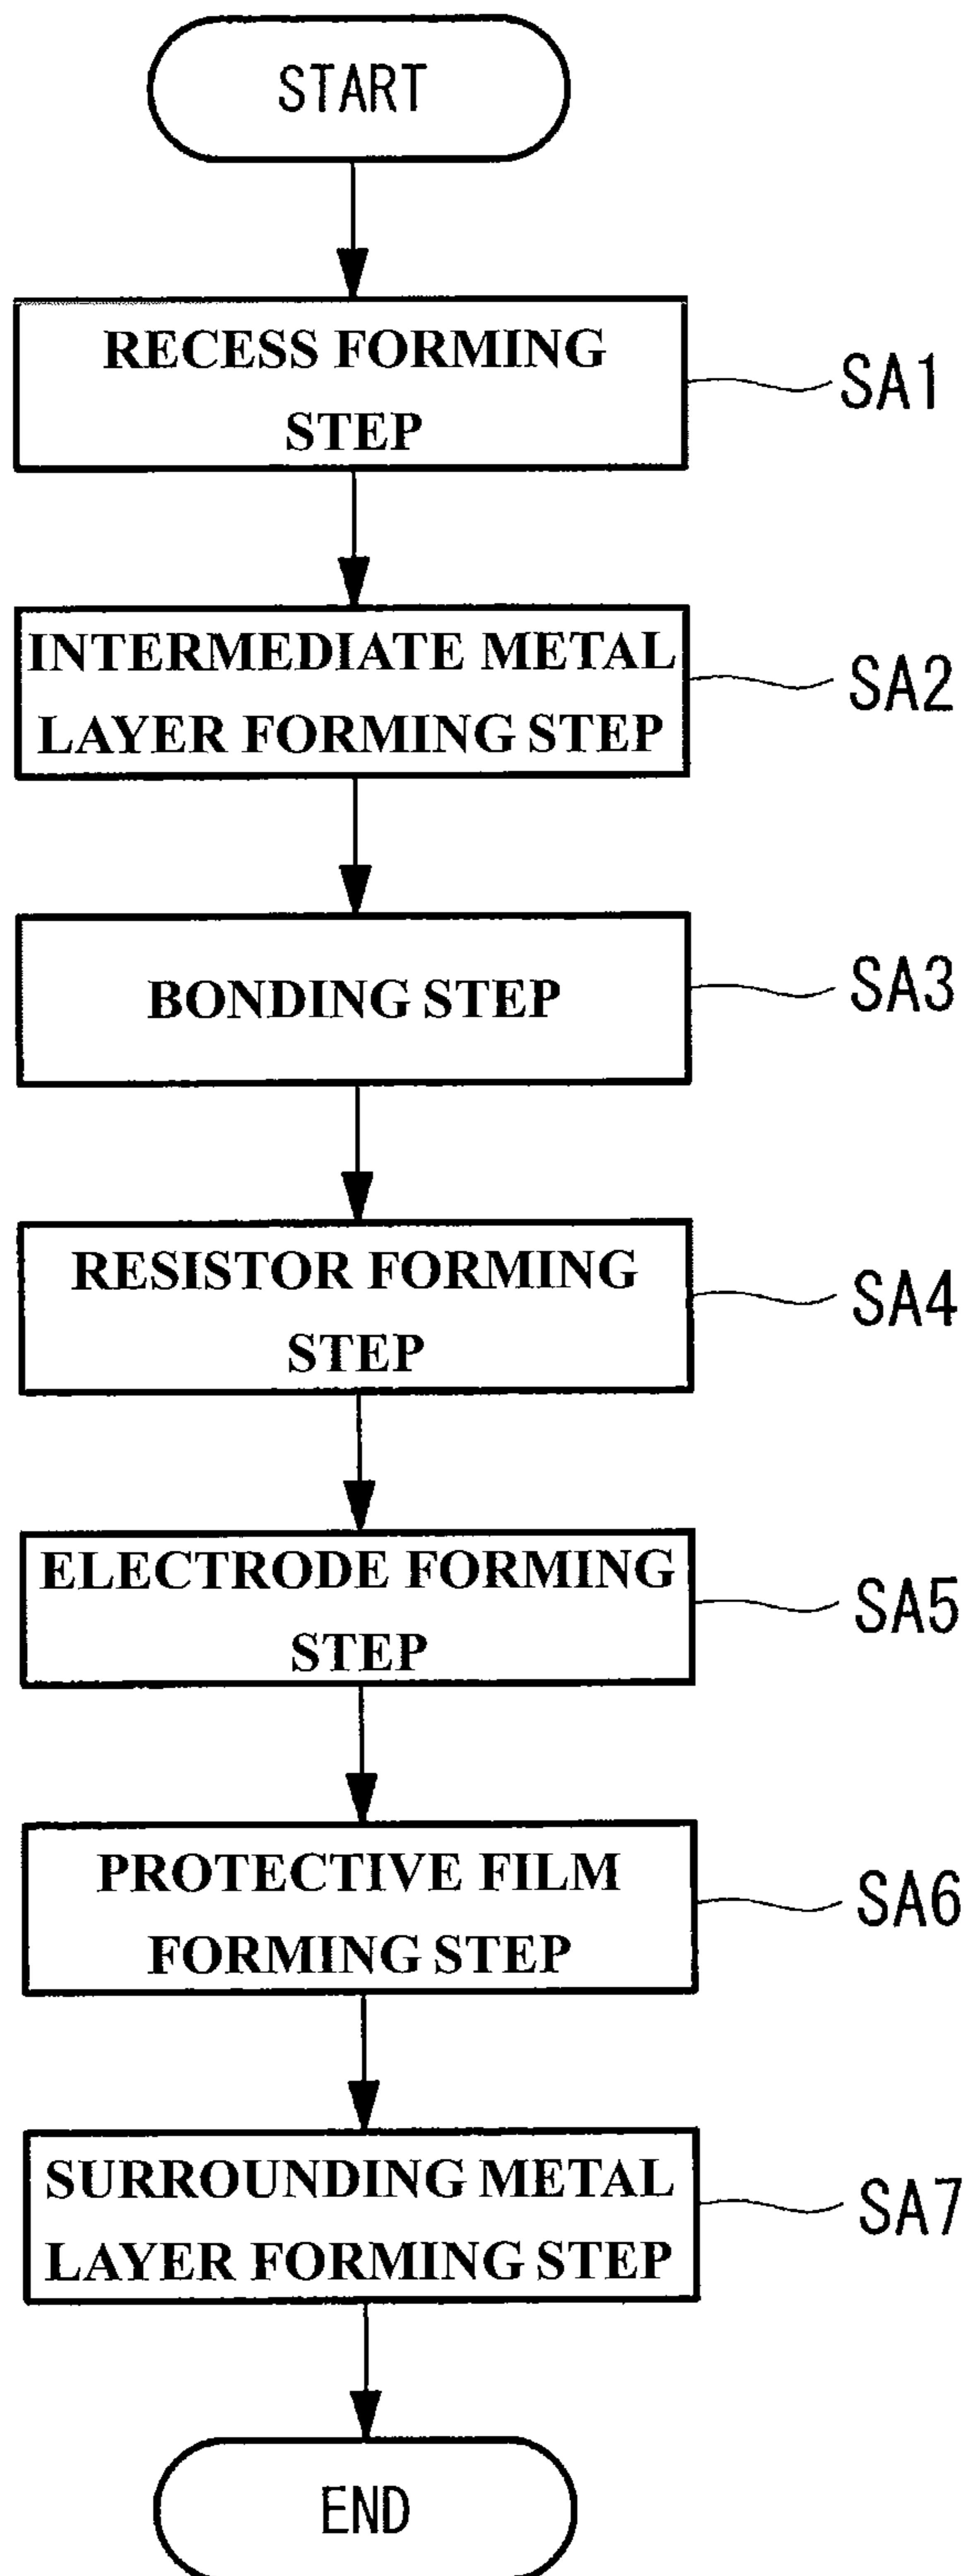 START
RECESS FORMING
STEP
SA1
INTERMEDIATE METAL
LAYER FORMING STEP
SA2
BONDING STEP
SA3
RESISTOR FORMING
STEP
SA4
ELECTRODE FORMING
STEP
SA5
PROTECTIVE FILM
FORMING STEP
SA6
SURROUNDING METAL
LAYER FORMING STEP
SA7
END